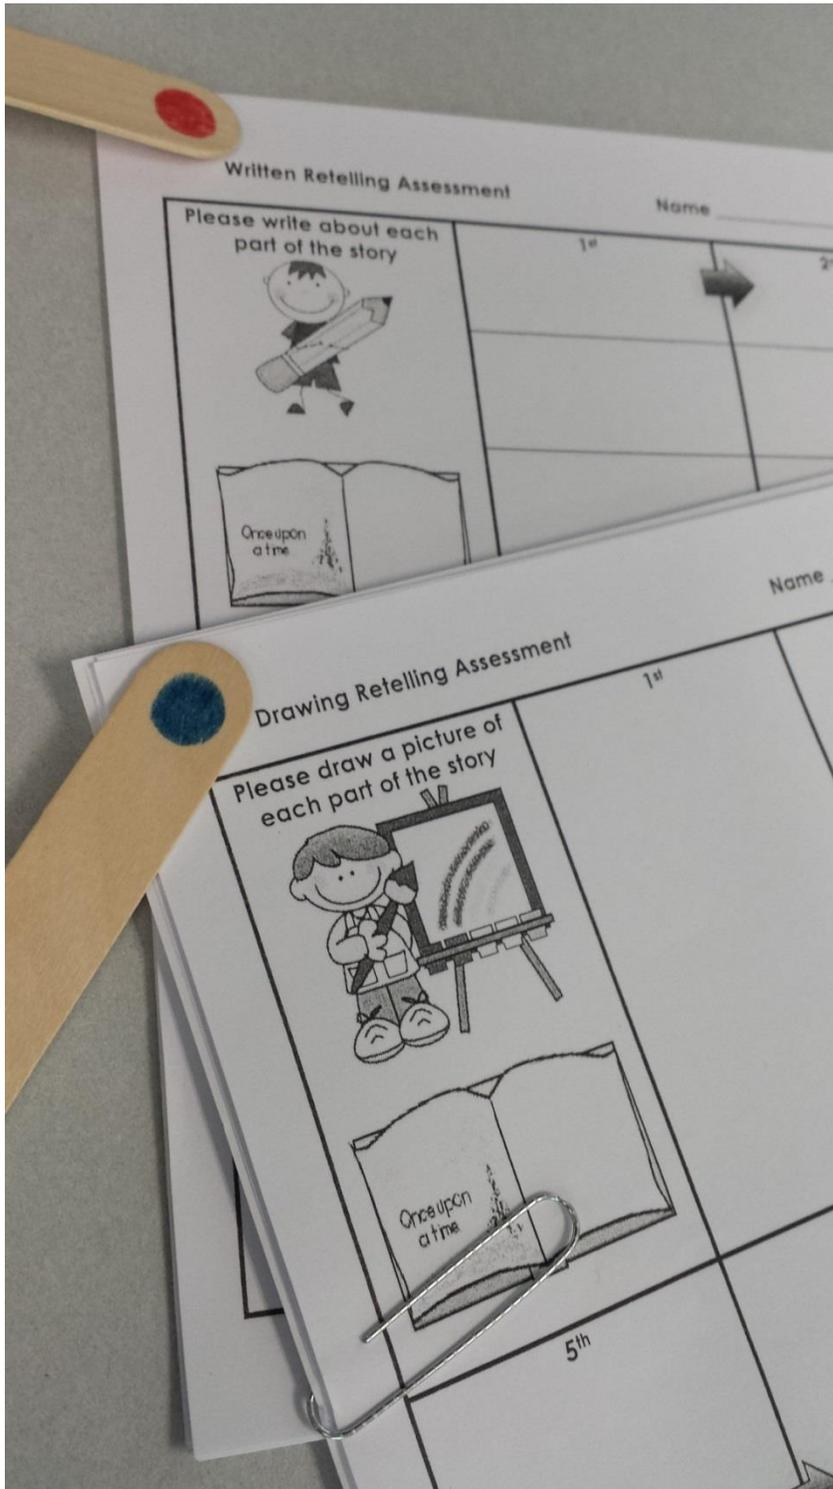 Written Retelling Assessment
Name
Please write about each
part of the story
1st
Once upon
a time
Drawing Retelling Assessment
Name
Please draw a picture of
each part of the story
1st
Once upon
a time
5th